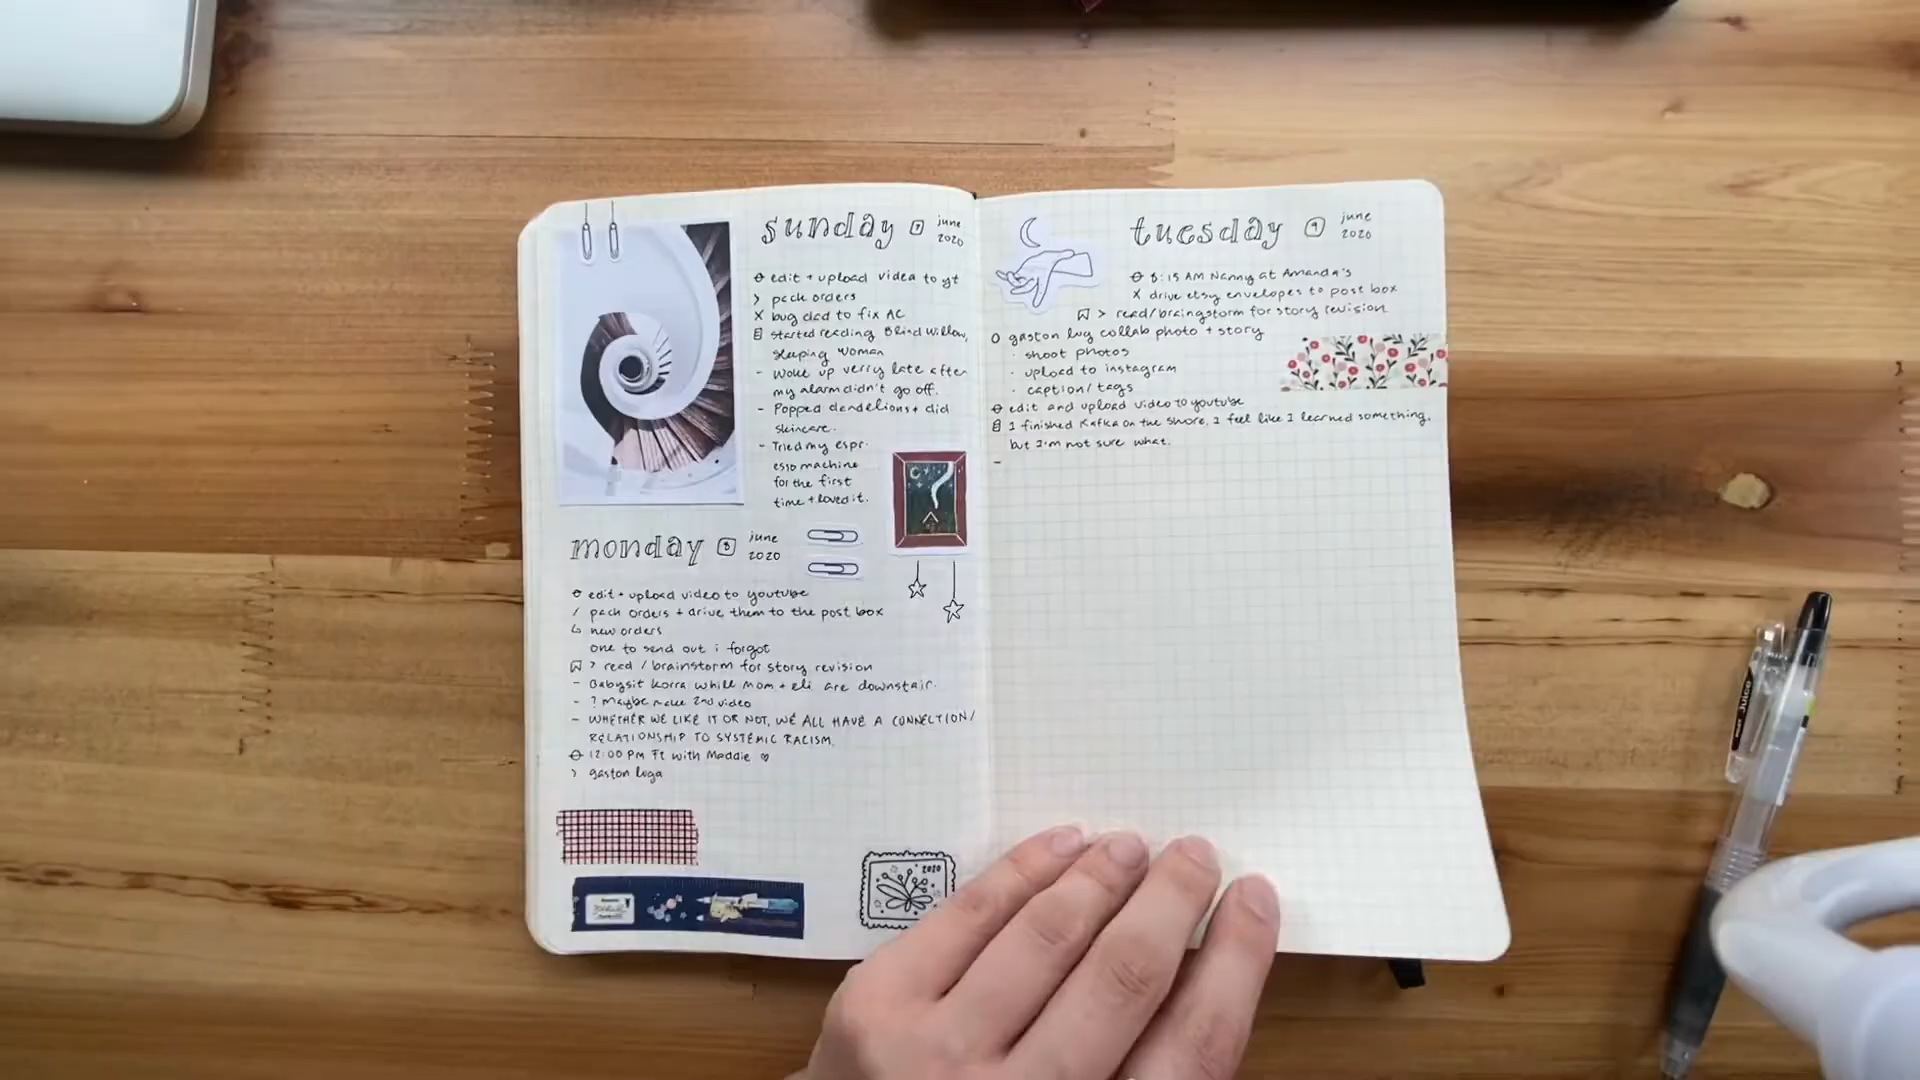 sunday 7 june
2020
edit + upload video to yt
> pack orders
X bug dad to fix AC
started reading Blind Willow,
Sleeping Woman
- Woke up verry late after
my alarm didn't go off.
- Popped dandelions + did
skincare.
- Tried my espr-
esso machine
for the first
time + loved it.
monday 8 june
2020
edit + upload video to youtube
/ pack orders + drive them to the post box
↳ new orders
one to send out i forgot
> read / brainstorm for story revision
- Babysit Korra while Mom + eli are downstair.
- ? maybe make 2nd video
- WHETHER WE LIKE IT OR NOT, WE ALL HAVE A CONNECTION/
RELATIONSHIP TO SYSTEMIC RACISM.
12:00 PM Ft with Maddie ♡
> gaston luga
2020
tuesday 9 june
2020
8:15 AM Nanny at Amanda's
X drive etsy envelopes to post box
> read/braingstorm for story revision
O gaston lug collab photo + story
· shoot photos
· upload to instagram
· caption/tags
edit and upload video to youtube
I finished Kafka on the Shore. I feel like I learned something,
but I'm not sure what.
-
Juice